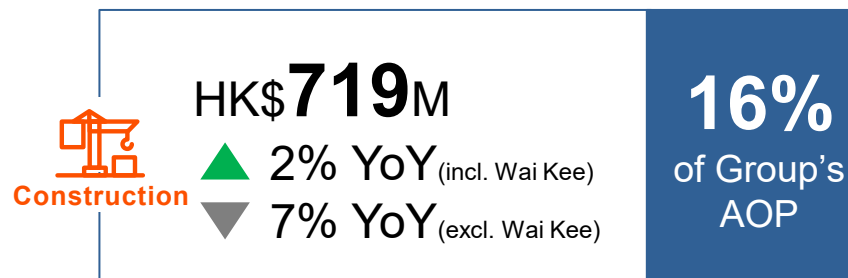 Construction
HK$719M
2% YoY(incl. Wai Kee)
7% YoY(excl. Wai Kee)
16%
of Group's
AOP